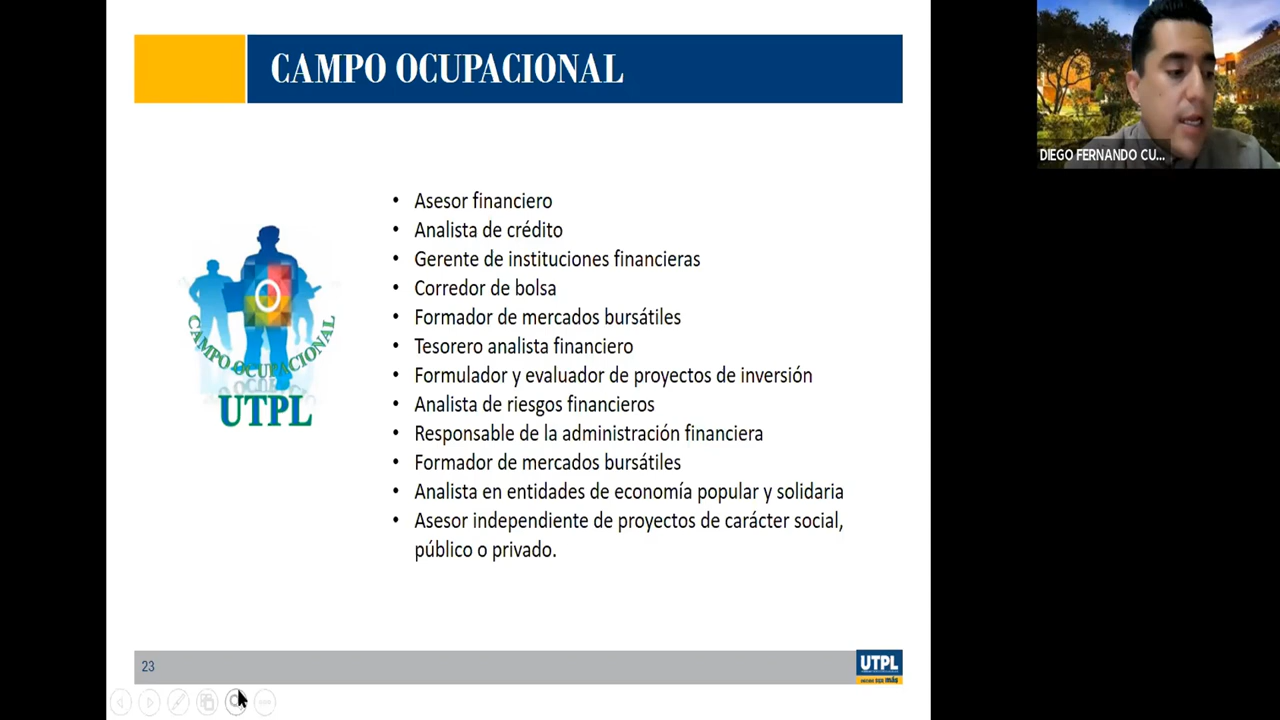 CAMPO OCUPACIONAL
DIEGO FERNANDO CU...
• Asesor financiero
• Analista de crédito
• Gerente de instituciones financieras
• Corredor de bolsa
• Formador de mercados bursátiles
• Tesorero analista financiero
• Formulador y evaluador de proyectos de inversión
• Analista de riesgos financieros
• Responsable de la administración financiera
• Formador de mercados bursátiles
• Analista en entidades de economía popular y solidaria
• Asesor independiente de proyectos de carácter social,
público o privado.
CAMPO OCUPACIONAL
UTPL
23
UTPL